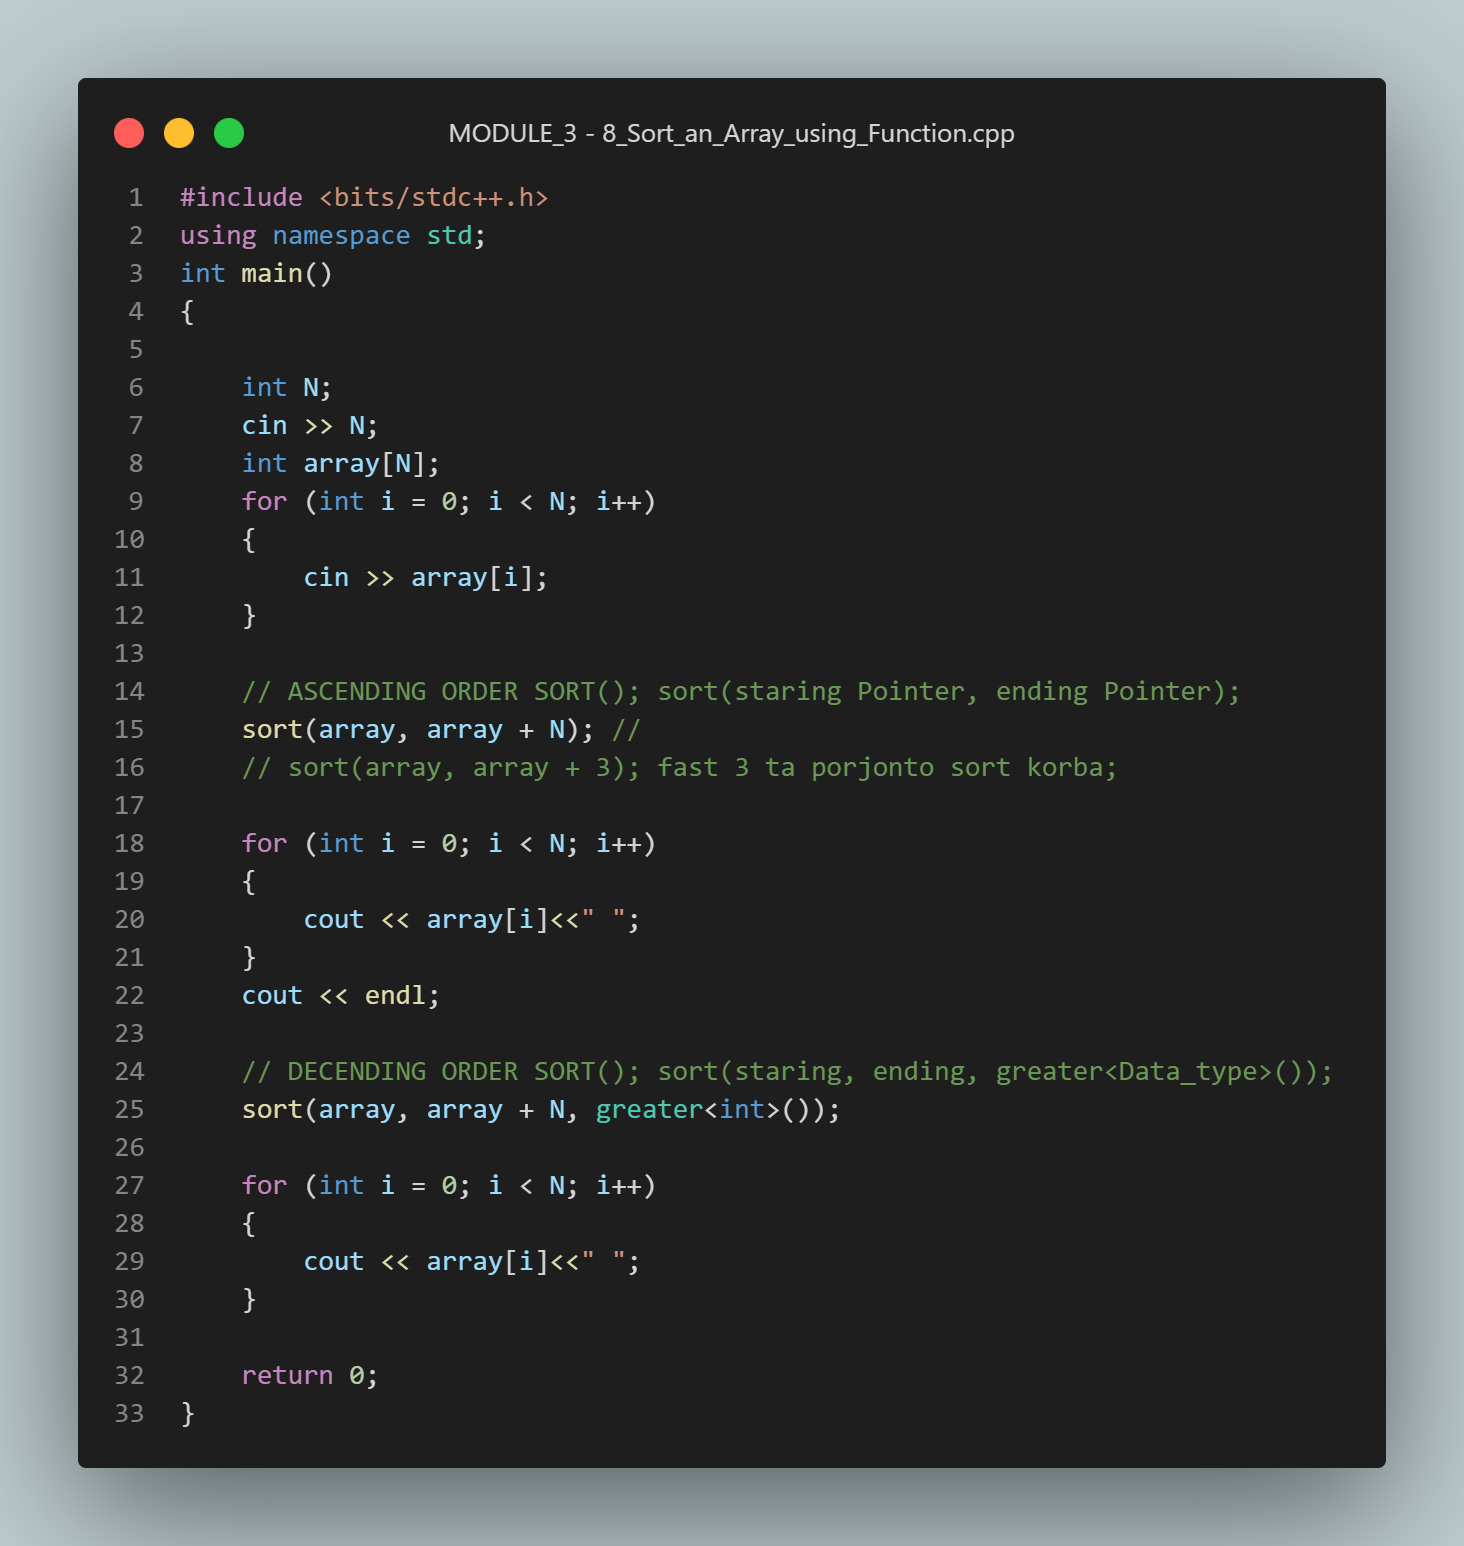 MODULE_3 - 8_Sort_an_Array_using_Function.cpp
1 #include <bits/stdc++.h>
2 using namespace std;
3 int main()
4 {
5
6     int N;
7     cin >> N;
8     int array[N];
9     for (int i = 0; i < N; i++)
10     {
11         cin >> array[i];
12     }
13
14     // ASCENDING ORDER SORT(); sort(staring Pointer, ending Pointer);
15     sort(array, array + N); //
16     // sort(array, array + 3); fast 3 ta porjonto sort korba;
17
18     for (int i = 0; i < N; i++)
19     {
20         cout << array[i]<<" ";
21     }
22     cout << endl;
23
24     // DECENDING ORDER SORT(); sort(staring, ending, greater<Data_type>());
25     sort(array, array + N, greater<int>());
26
27     for (int i = 0; i < N; i++)
28     {
29         cout << array[i]<<" ";
30     }
31
32     return 0;
33 }